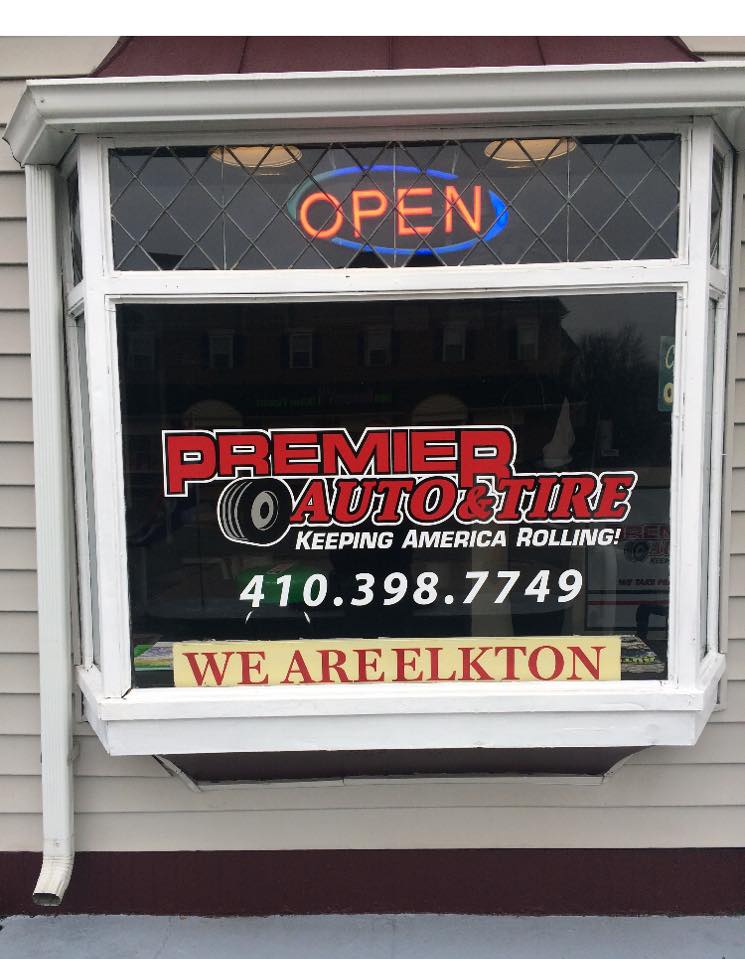 OPEN
PREMIER
AUTO&TIRE
KEEPING AMERICA ROLLING!
410.398.7749
WE ARE ELKTON